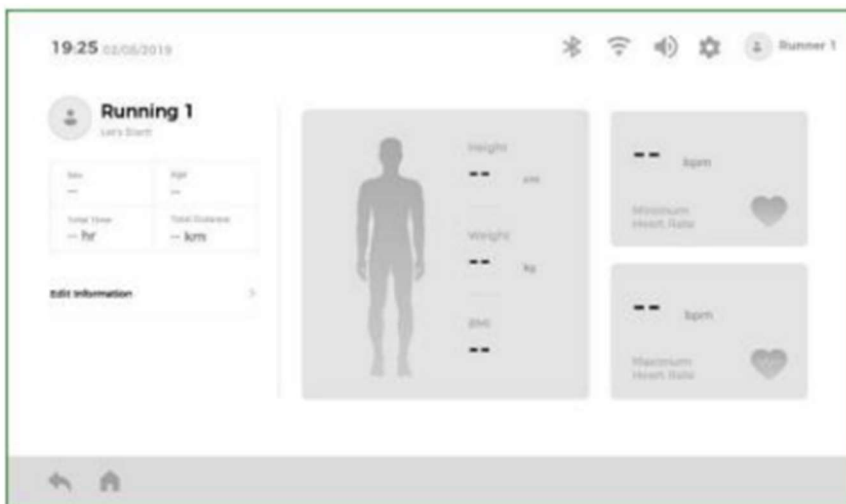 19:25 02/05/2019
Runner 1
Running 1
Let's Start!
Sex
--
Age
--
Total Time
-- hr
Total Distance
-- km
Edit Information
Height
-- cm
Weight
-- kg
BMI
--
-- bpm
Minimum
Heart Rate
-- bpm
Maximum
Heart Rate